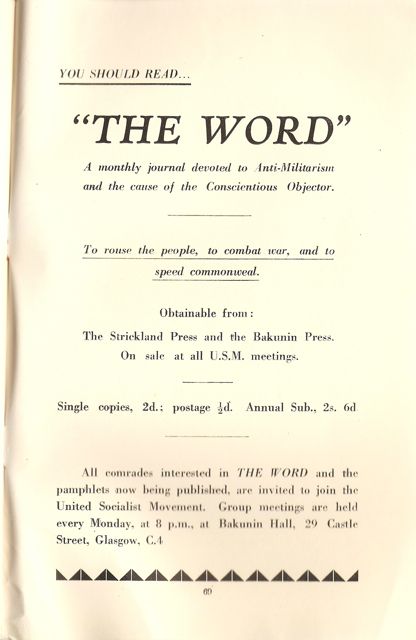 YOU SHOULD READ...
“THE WORD”
A monthly journal devoted to Anti-Militarism
and the cause of the Conscientious Objector.
To rouse the people, to combat war, and to
speed commonweal.
Obtainable from :
The Strickland Press and the Bakunin Press.
On sale at all U.S.M. meetings.
Single copies, 2d.; postage ½d. Annual Sub., 2s. 6d
All comrades interested in THE WORD and the
pamphlets now being published, are invited to join the
United Socialist Movement. Group meetings are held
every Monday, at 8 p.m., at Bakunin Hall, 29 Castle
Street, Glasgow, C.4
69